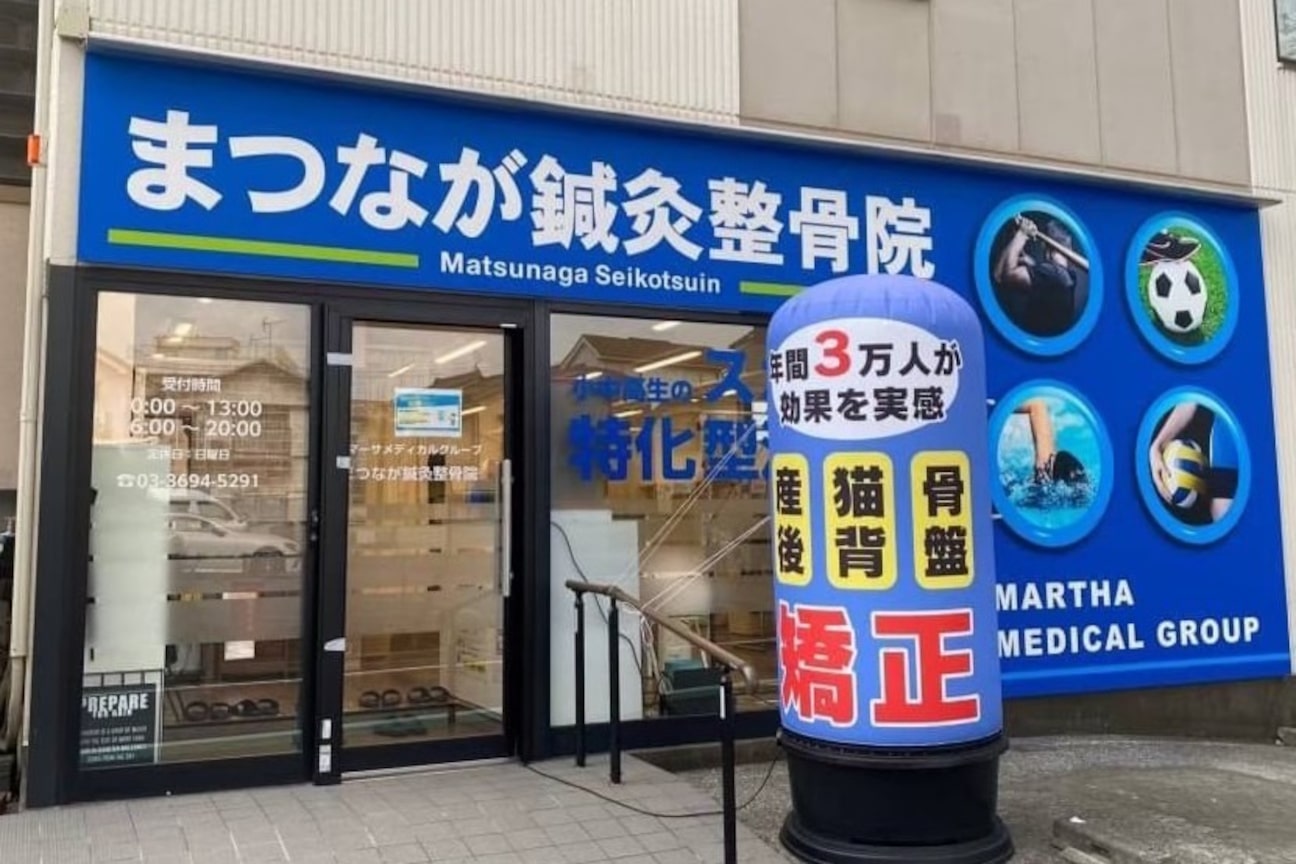 まつなが鍼灸整骨院
Matsunaga Seikotsuin
受付時間
0:00 ～ 13:00
6:00 ～ 20:00
定休日：日曜日
☎03-3694-5291
マーサメディカルグループ
つなが鍼灸整骨院
小中高生のス
特化型
年間3万人が
効果を実感
産後 猫背 骨盤
矯正
MARTHA
MEDICAL GROUP
PREPARE